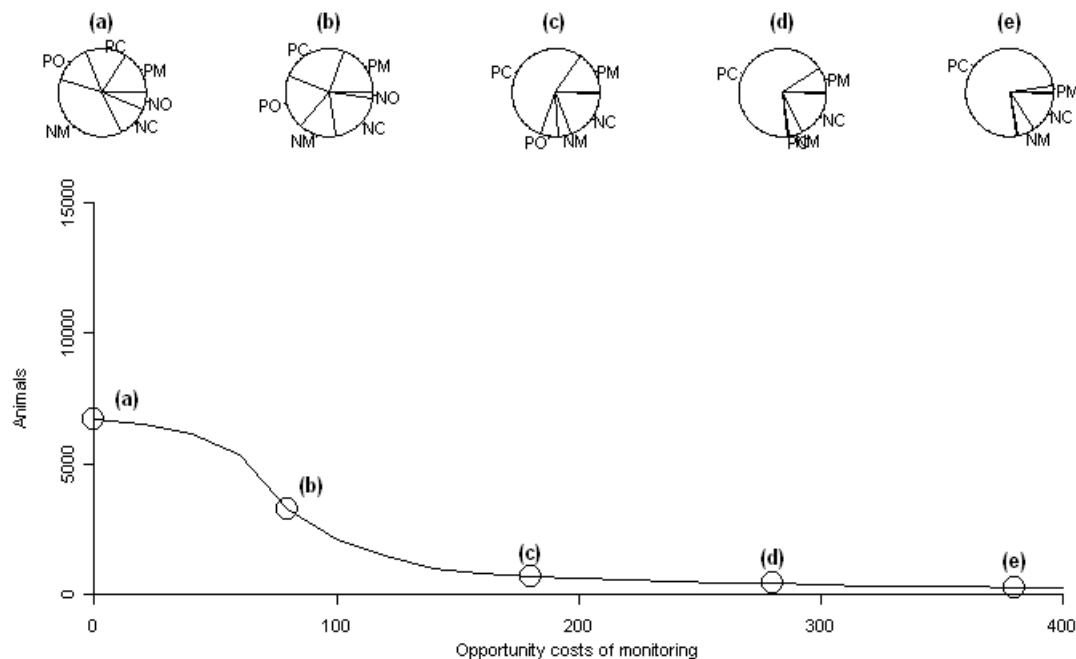 (a) (b) (c) (d) (e)
PC PO PM NO NM NC
PC PM PO NO NM NC
PC PM NC PO NM
PC PM NC PO NM
PC PM NC NM
15000
10000
5000
0
Animals
(a)
(b)
(c)
(d)
(e)
0 100 200 300 400
Opportunity costs of monitoring